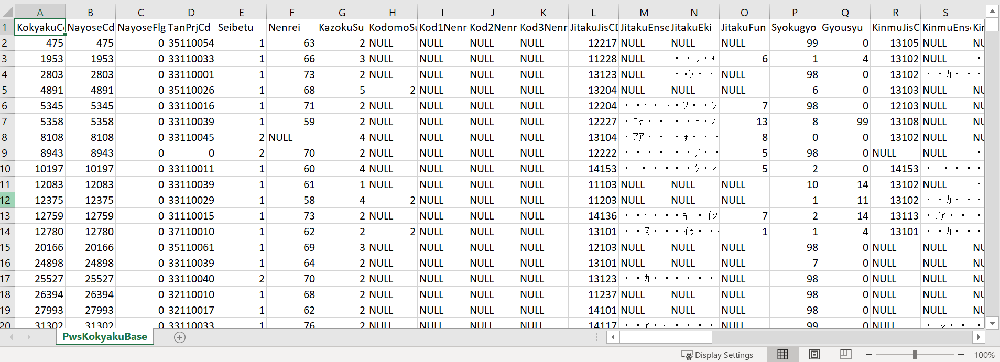 A B C D E F G H I J K L M N O P Q R S
1 KokyakuCd NayoseCd NayoseFlg TanPrjCd Seibetu Nenrei KazokuSu KodomoSu Kod1Nenr Kod2Nenr Kod3Nenr JitakuJisCD JitakuEnse JitakuEki JitakuFun Syokugyo Gyousyu KinmuJisC KinmuEnse Kin
2 475 475 0 35110054 1 63 2 NULL NULL NULL NULL 12217 NULL NULL NULL 99 0 13105 NULL NU
3 1953 1953 0 33110033 1 66 3 NULL NULL NULL NULL 11228 NULL ・・ウ・ャ 6 1 4 13102 NULL ・
4 2803 2803 0 33110001 1 73 2 NULL NULL NULL NULL 13123 NULL ・・ソ・・ NULL 98 0 13102 ・・カ・・ ・
5 4891 4891 0 35110026 1 68 5 2 NULL NULL NULL 13204 NULL NULL NULL 6 0 13103 NULL NU
6 5345 5345 0 33110016 1 71 2 NULL NULL NULL NULL 12204 ・・ー・コ ・ソ・・ソ 7 98 0 12103 NULL NU
7 5358 5358 0 33110039 1 59 2 NULL NULL NULL NULL 12227 ・コャ・・ ・・ー・オ 13 8 99 13108 NULL NU
8 8108 8108 0 33110045 2 NULL 4 NULL NULL NULL NULL 13104 ・アア・・ ・ォ・・・ 8 0 0 13102 NULL NU
9 8943 8943 0 0 2 70 2 NULL NULL NULL NULL 12222 ・・・・ ・・ア・・ 5 98 0 NULL NULL ・
10 10197 10197 0 33110011 1 60 4 NULL NULL NULL NULL 14153 ・ー・・・ ・・ク・ィ 5 2 0 14153 ・ー・・・ ・
11 12083 12083 0 33110039 1 61 1 NULL NULL NULL NULL 11103 NULL NULL NULL 10 14 13102 NULL ・
12 12375 12375 0 33110029 1 58 4 2 NULL NULL NULL 11203 NULL NULL NULL 1 11 13102 ・・カ・・ ・
13 12759 12759 0 31110015 1 73 2 NULL NULL NULL NULL 14136 ・・ー・・ ・キコ・イシ 7 2 14 13113 ・アア・・ ・
14 12780 12780 0 37110010 1 62 2 2 NULL NULL NULL 13101 ・・ス・・ ・イゥ・・ 1 1 4 13101 ・・カ・・ ・
15 20166 20166 0 35110061 1 69 3 NULL NULL NULL NULL 12103 NULL NULL NULL 98 0 NULL NULL NU
16 24898 24898 0 33110039 1 64 2 NULL NULL NULL NULL 13101 NULL NULL NULL 7 0 NULL NULL NU
17 25527 25527 0 33110040 2 70 2 NULL NULL NULL NULL 13123 ・・カ・・ ・・・・ NULL 98 0 NULL NULL NU
18 26394 26394 0 32110010 1 68 2 NULL NULL NULL NULL 11237 NULL NULL NULL 98 0 NULL NULL NU
19 27993 27993 0 32110017 1 62 2 NULL NULL NULL NULL 14101 NULL NULL NULL 98 0 NULL NULL NU
20 31302 31302 0 33110033 1 76 2 NULL NULL NULL NULL 14117 ・・ア・・ ・・・・ NULL 99 0 NULL ・コャ・・ ・
PwsKokyakuBase
Display Settings 100%